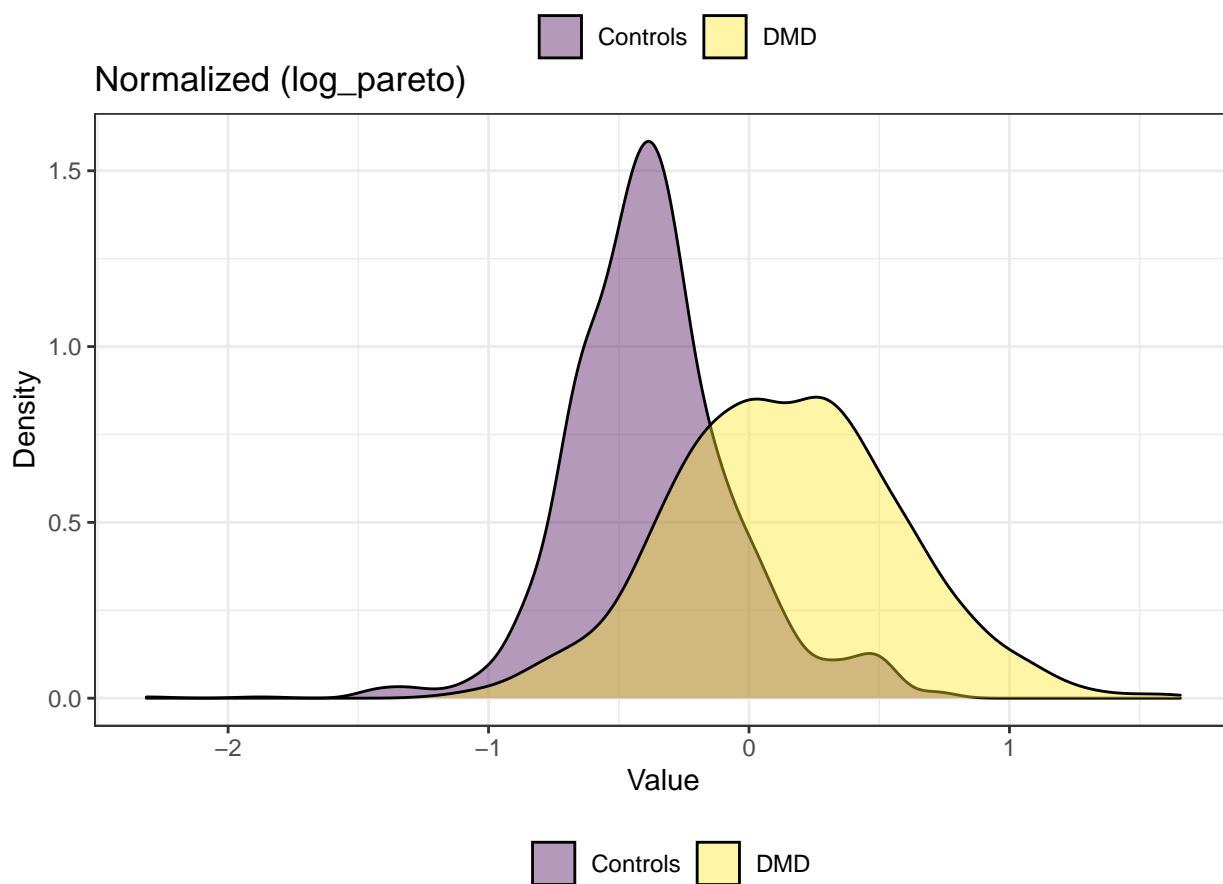 Controls DMD
Normalized (log_pareto)
1.5
1.0
0.5
0.0
Density
−2 −1 0 1
Value
Controls DMD